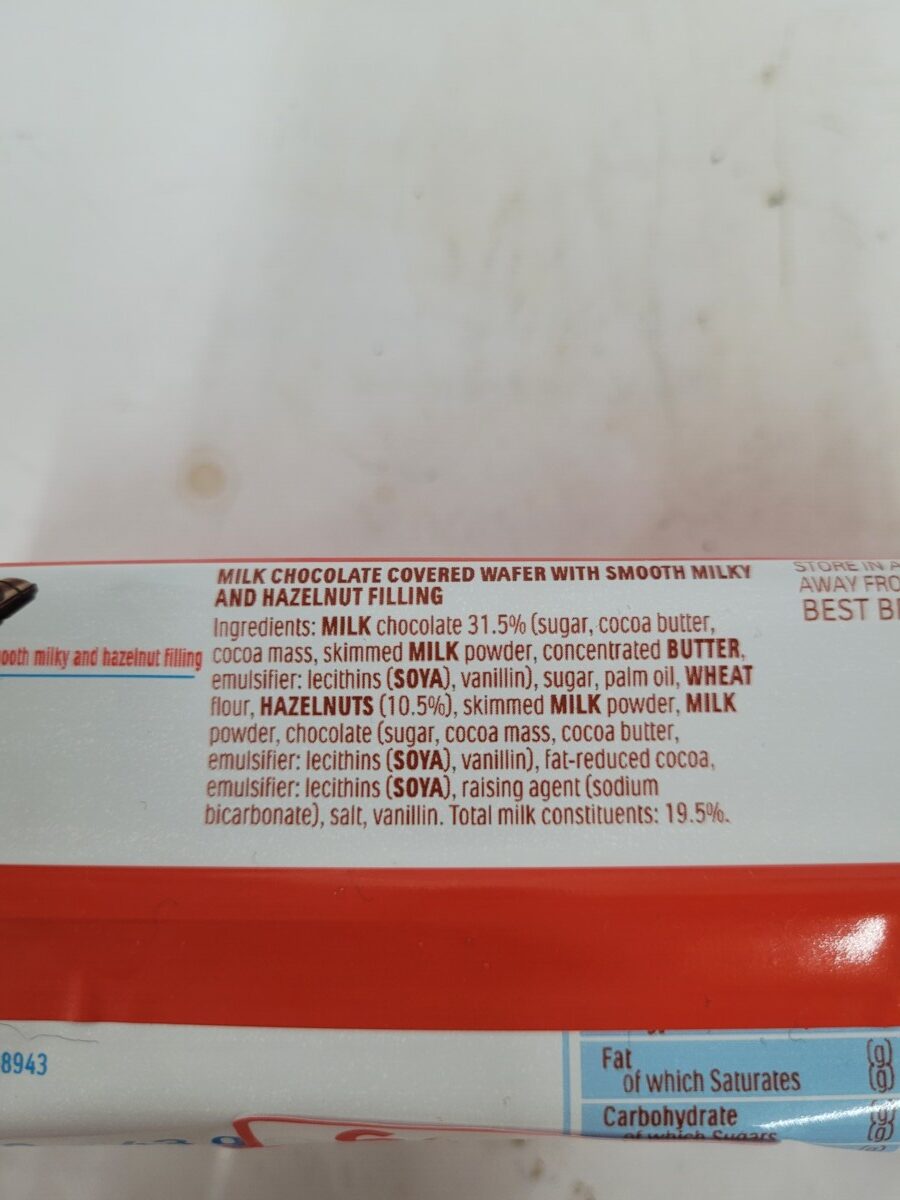 MILK CHOCOLATE COVERED WAFER WITH SMOOTH MILKY
AND HAZELNUT FILLING
Ingredients: MILK chocolate 31.5% (sugar, cocoa butter,
cocoa mass, skimmed MILK powder, concentrated BUTTER,
emulsifier: lecithins (SOYA), vanillin), sugar, palm oil, WHEAT
flour, HAZELNUTS (10.5%), skimmed MILK powder, MILK
powder, chocolate (sugar, cocoa mass, cocoa butter,
emulsifier: lecithins (SOYA), vanillin), fat-reduced cocoa,
emulsifier: lecithins (SOYA), raising agent (sodium
bicarbonate), salt, vanillin. Total milk constituents: 19.5%.
ooth milky and hazelnut filling
STORE IN A
AWAY FRO
BEST B
8943
Fat (g)
of which Saturates (g)
Carbohydrate (g)
of which Sugars (g)